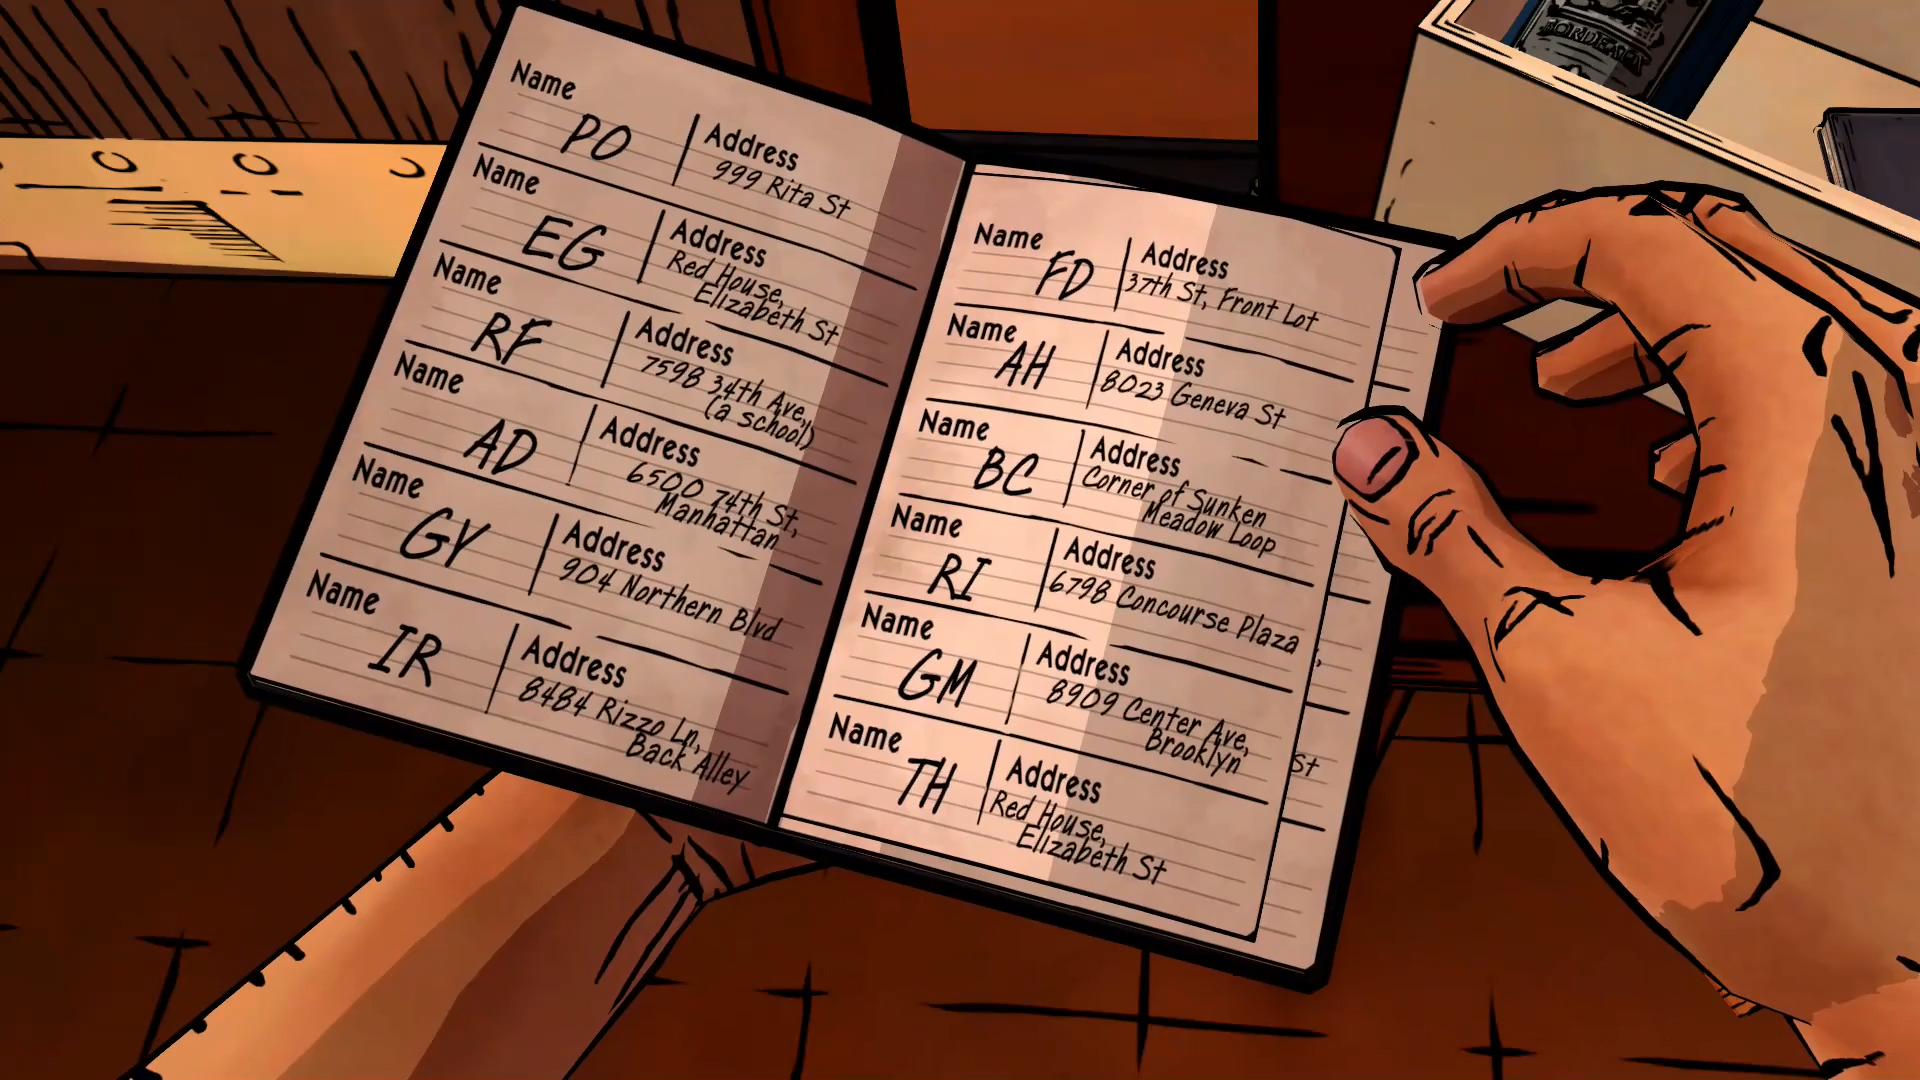 Name
PO
Address
999 Rita St
Name
EG
Address
Red House,
Elizabeth St
Name
RF
Address
7598 34th Ave,
(a school)
Name
AD
Address
6500 74th St,
Manhattan
Name
GY
Address
904 Northern Blvd
Name
IR
Address
8484 Rizzo Ln,
Back Alley
Name
FD
Address
37th St, Front Lot
Name
AH
Address
8023 Geneva St
Name
BC
Address
Corner of Sunken
Meadow Loop
Name
RI
Address
6798 Concourse Plaza
Name
GM
Address
8909 Center Ave,
Brooklyn
Name
TH
Address
Red House,
Elizabeth St
St
BORDEAUX